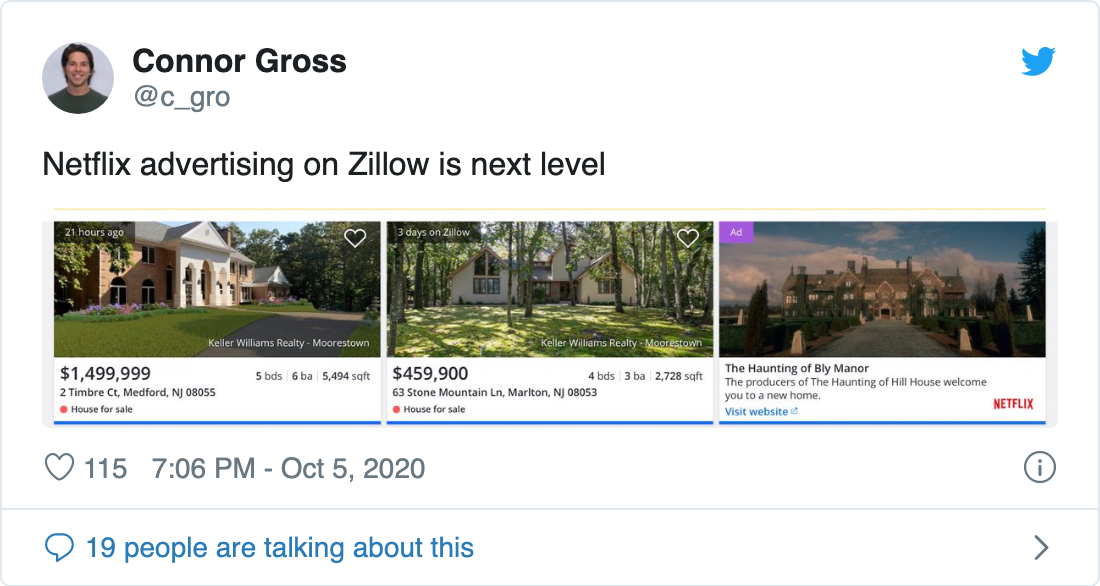 Connor Gross
@c_gro
Netflix advertising on Zillow is next level
21 hours ago
Keller Williams Realty - Moorestown
$1,499,999
5 bds | 6 ba | 5,494 sqft
2 Timbre Ct, Medford, NJ 08055
House for sale
3 days on Zillow
Keller Williams Realty - Moorestown
$459,900
4 bds | 3 ba | 2,728 sqft
63 Stone Mountain Ln, Marlton, NJ 08053
House for sale
Ad
The Haunting of Bly Manor
The producers of The Haunting of Hill House welcome
you to a new home.
Visit website
NETFLIX
115 7:06 PM - Oct 5, 2020
19 people are talking about this